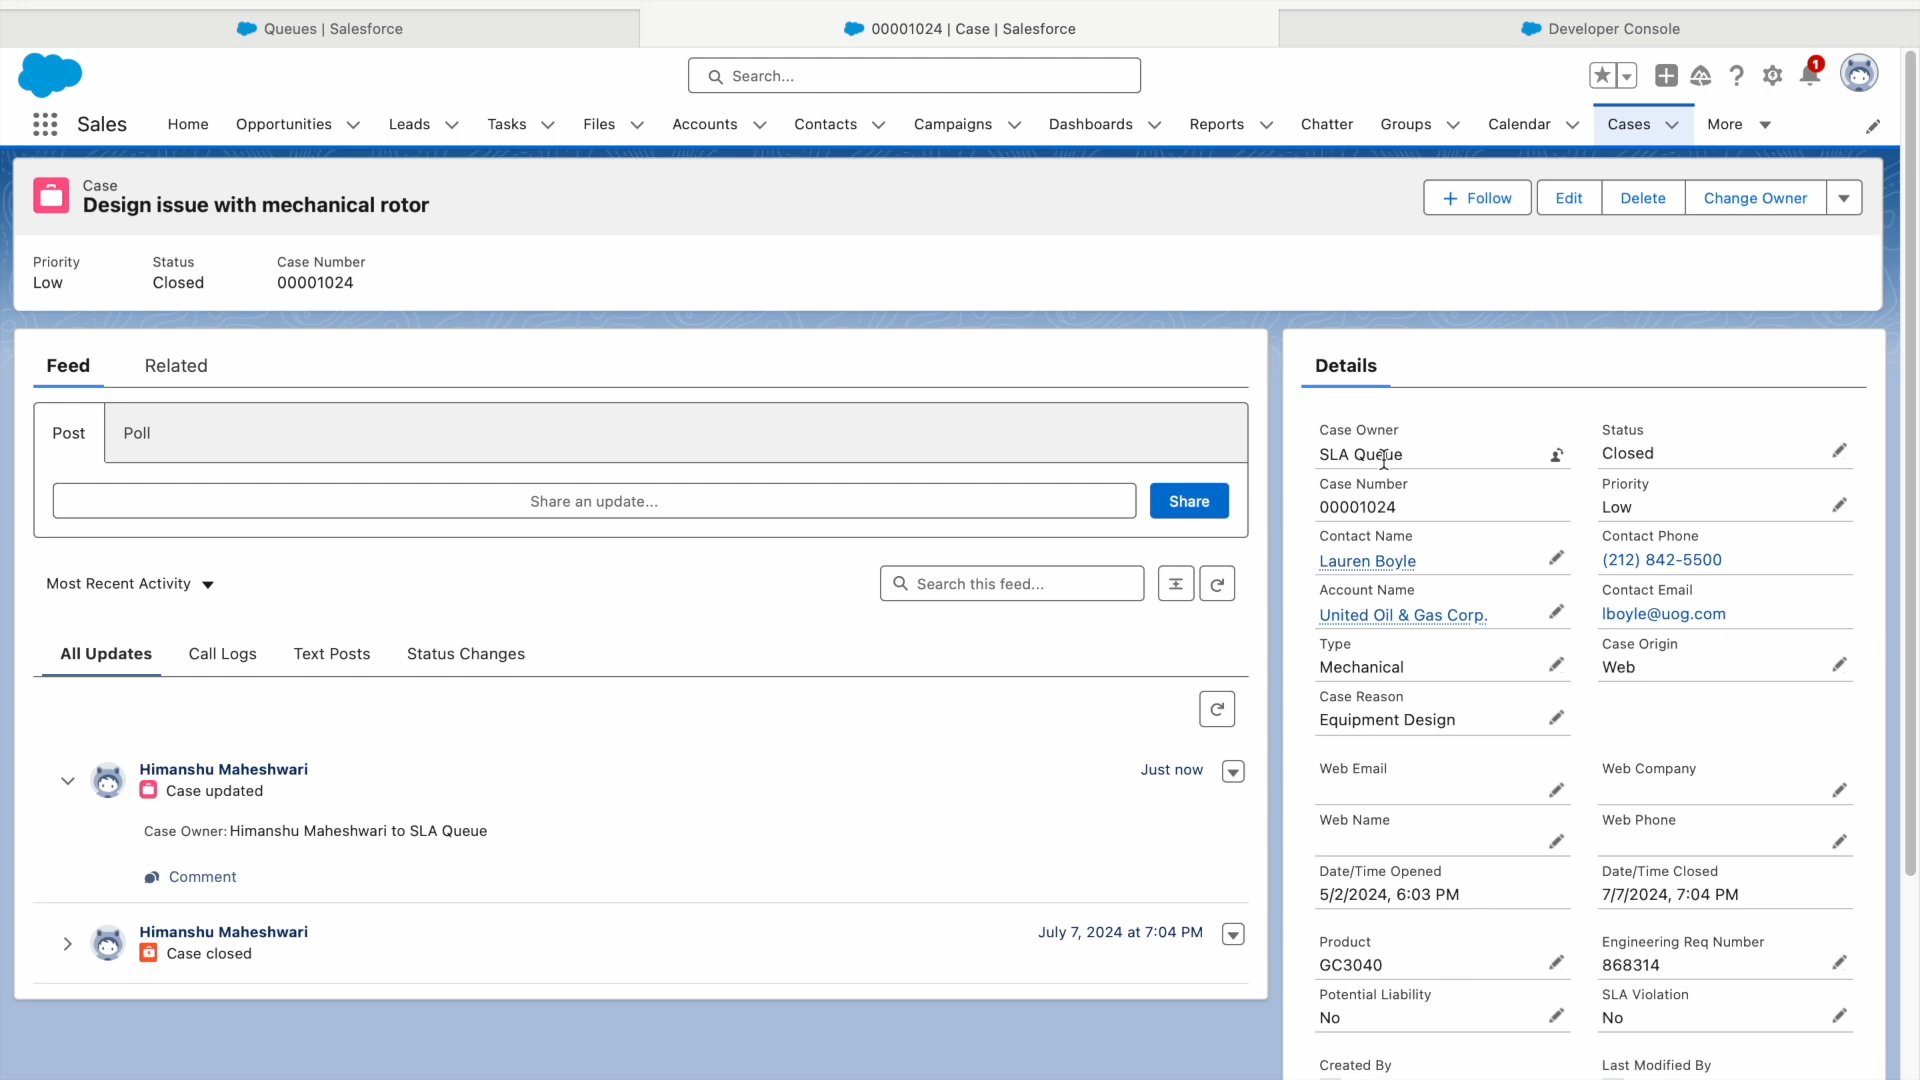 Queues | Salesforce
00001024 | Case | Salesforce
Developer Console
Search...
1
Sales
Home
Opportunities
Leads
Tasks
Files
Accounts
Contacts
Campaigns
Dashboards
Reports
Chatter
Groups
Calendar
Cases
More
Case
Design issue with mechanical rotor
Follow
Edit
Delete
Change Owner
Priority
Low
Status
Closed
Case Number
00001024
Feed
Related
Post
Poll
Share an update...
Share
Most Recent Activity
Search this feed...
All Updates
Call Logs
Text Posts
Status Changes
Himanshu Maheshwari
Just now
Case updated
Case Owner: Himanshu Maheshwari to SLA Queue
Comment
Himanshu Maheshwari
July 7, 2024 at 7:04 PM
Case closed
Details
Case Owner
SLA Queue
Status
Closed
Case Number
00001024
Priority
Low
Contact Name
Lauren Boyle
Contact Phone
(212) 842-5500
Account Name
United Oil & Gas Corp.
Contact Email
lboyle@uog.com
Type
Mechanical
Case Origin
Web
Case Reason
Equipment Design
Web Email
Web Company
Web Name
Web Phone
Date/Time Opened
5/2/2024, 6:03 PM
Date/Time Closed
7/7/2024, 7:04 PM
Product
GC3040
Engineering Req Number
868314
Potential Liability
No
SLA Violation
No
Created By
Last Modified By